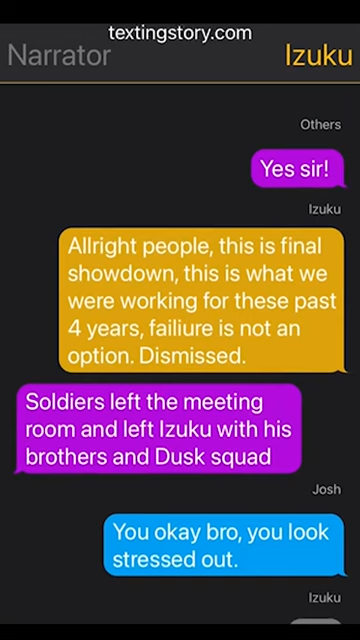 textingstory.com
Narrator
Izuku
Others
Yes sir!
Izuku
Allright people, this is final
showdown, this is what we
were working for these past
4 years, failiure is not an
option. Dismissed.
Soldiers left the meeting
room and left Izuku with his
brothers and Dusk squad
Josh
You okay bro, you look
stressed out.
Izuku